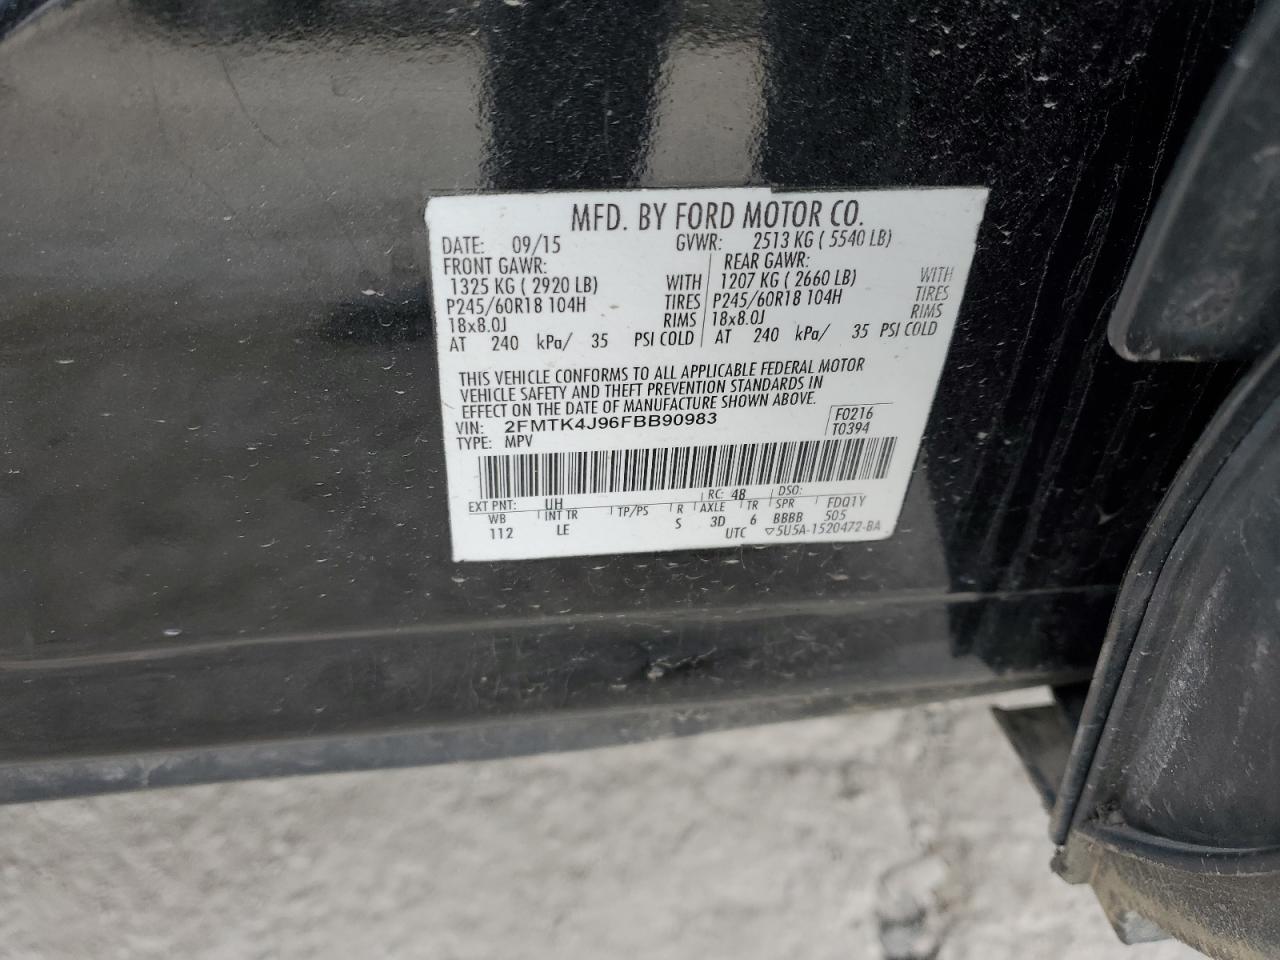 MFD. BY FORD MOTOR CO.
DATE: 09/15 GVWR: 2513 KG ( 5540 LB)
FRONT GAWR: REAR GAWR:
1325 KG ( 2920 LB) WITH 1207 KG ( 2660 LB) WITH
P245/60R18 104H TIRES P245/60R18 104H TIRES
18x8.0J RIMS 18x8.0J RIMS
AT 240 kPa/ 35 PSI COLD AT 240 kPa/ 35 PSI COLD
THIS VEHICLE CONFORMS TO ALL APPLICABLE FEDERAL MOTOR
VEHICLE SAFETY AND THEFT PREVENTION STANDARDS IN
EFFECT ON THE DATE OF MANUFACTURE SHOWN ABOVE.
VIN: 2FMTK4J96FBB90983 F0216
TYPE: MPV T0394
EXT PNT: UH RC: 48 DSO: FDQ1Y
WB INT TR TP/PS R AXLE TR SPR
112 LE S 3D 6 BBBB 505
UTC ▽5U5A-1520472-BA